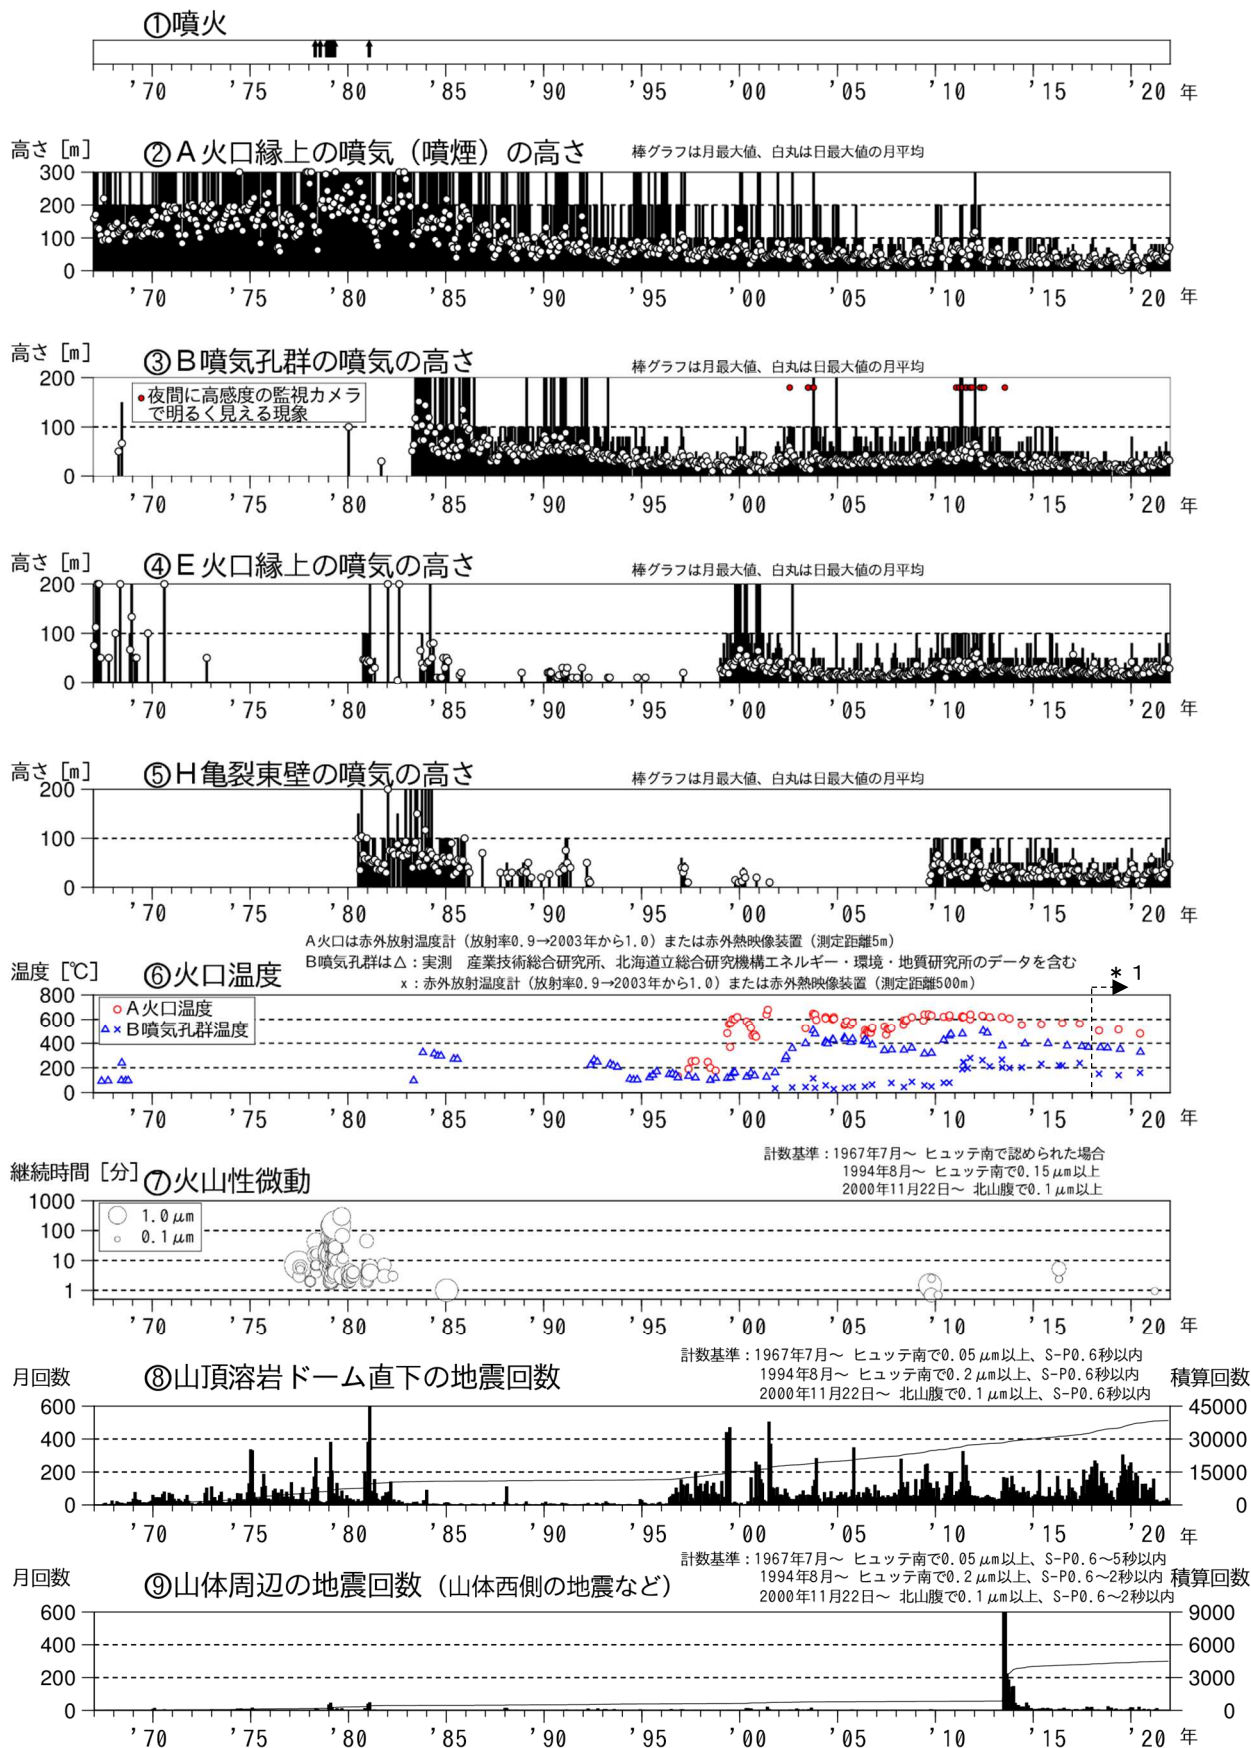 ①噴火
'70 '75 '80 '85 '90 '95 '00 '05 '10 '15 '20 年
高さ［m］ ②A火口縁上の噴気（噴煙）の高さ 棒グラフは月最大値、白丸は日最大値の月平均
300
200
100
0
'70 '75 '80 '85 '90 '95 '00 '05 '10 '15 '20 年
高さ［m］ ③B噴気孔群の噴気の高さ 棒グラフは月最大値、白丸は日最大値の月平均
200
夜間に高感度の監視カメラ
で明るく見える現象
100
0
'70 '75 '80 '85 '90 '95 '00 '05 '10 '15 '20 年
高さ［m］ ④E火口縁上の噴気の高さ 棒グラフは月最大値、白丸は日最大値の月平均
200
100
0
'70 '75 '80 '85 '90 '95 '00 '05 '10 '15 '20 年
高さ［m］ ⑤H亀裂東壁の噴気の高さ 棒グラフは月最大値、白丸は日最大値の月平均
200
100
0
'70 '75 '80 '85 '90 '95 '00 '05 '10 '15 '20 年
A火口は赤外放射温度計（放射率0.9→2003年から1.0）または赤外熱映像装置（測定距離5m）
温度［℃］ ⑥火口温度 B噴気孔群は△：実測 産業技術総合研究所、北海道立総合研究機構エネルギー・環境・地質研究所のデータを含む
x：赤外放射温度計（放射率0.9→2003年から1.0）または赤外熱映像装置（測定距離500m）
＊1
800
○A火口温度
600
△×B噴気孔群温度
400
200
0
'70 '75 '80 '85 '90 '95 '00 '05 '10 '15 '20 年
計数基準：1967年7月～ ヒュッテ南で認められた場合
継続時間［分］ ⑦火山性微動 1994年8月～ ヒュッテ南で0.15μm以上
2000年11月22日～ 北山腹で0.1μm以上
1000
1.0μm
100
0.1μm
10
1
'70 '75 '80 '85 '90 '95 '00 '05 '10 '15 '20 年
計数基準：1967年7月～ ヒュッテ南で0.05μm以上、S-P0.6秒以内
月回数 ⑧山頂溶岩ドーム直下の地震回数 1994年8月～ ヒュッテ南で0.2μm以上、S-P0.6秒以内 積算回数
2000年11月22日～ 北山腹で0.1μm以上、S-P0.6秒以内
600 45000
400 30000
200 15000
0 0
'70 '75 '80 '85 '90 '95 '00 '05 '10 '15 '20 年
計数基準：1967年7月～ ヒュッテ南で0.05μm以上、S-P0.6～5秒以内
月回数 ⑨山体周辺の地震回数（山体西側の地震など） 1994年8月～ ヒュッテ南で0.2μm以上、S-P0.6～2秒以内 積算回数
2000年11月22日～ 北山腹で0.1μm以上、S-P0.6～2秒以内
600 9000
400 6000
200 3000
0 0
'70 '75 '80 '85 '90 '95 '00 '05 '10 '15 '20 年